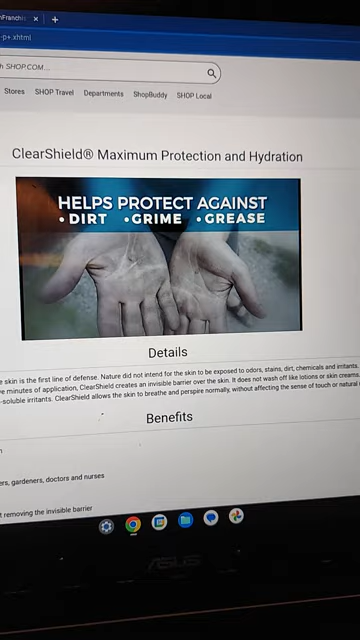 nFranchis × +
-p+.xhtml
h SHOP.COM...
Stores SHOP Travel Departments ShopBuddy SHOP Local
ClearShield® Maximum Protection and Hydration
HELPS PROTECT AGAINST
• DIRT • GRIME • GREASE
Details
e skin is the first line of defense. Nature did not intend for the skin to be exposed to odors, stains, dirt, chemicals and irritants.
ve minutes of application, ClearShield creates an invisible barrier over the skin. It does not wash off like lotions or skin creams.
-soluble irritants. ClearShield allows the skin to breathe and perspire normally, without affecting the sense of touch or natural
Benefits
n
ers, gardeners, doctors and nurses
t removing the invisible barrier
ASUS